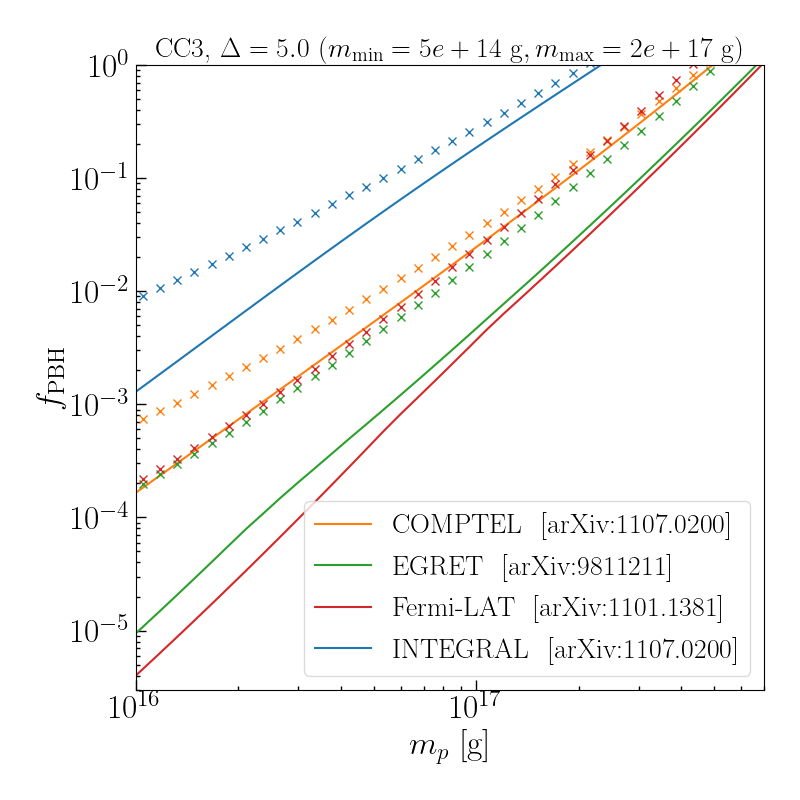 CC3, Δ = 5.0 (m_min = 5e + 14 g, m_max = 2e + 17 g)
10^0
10^−1
10^−2
10^−3
10^−4
10^−5
f_PBH
COMPTEL [arXiv:1107.0200]
EGRET [arXiv:9811211]
Fermi-LAT [arXiv:1101.1381]
INTEGRAL [arXiv:1107.0200]
10^16 10^17
m_p [g]